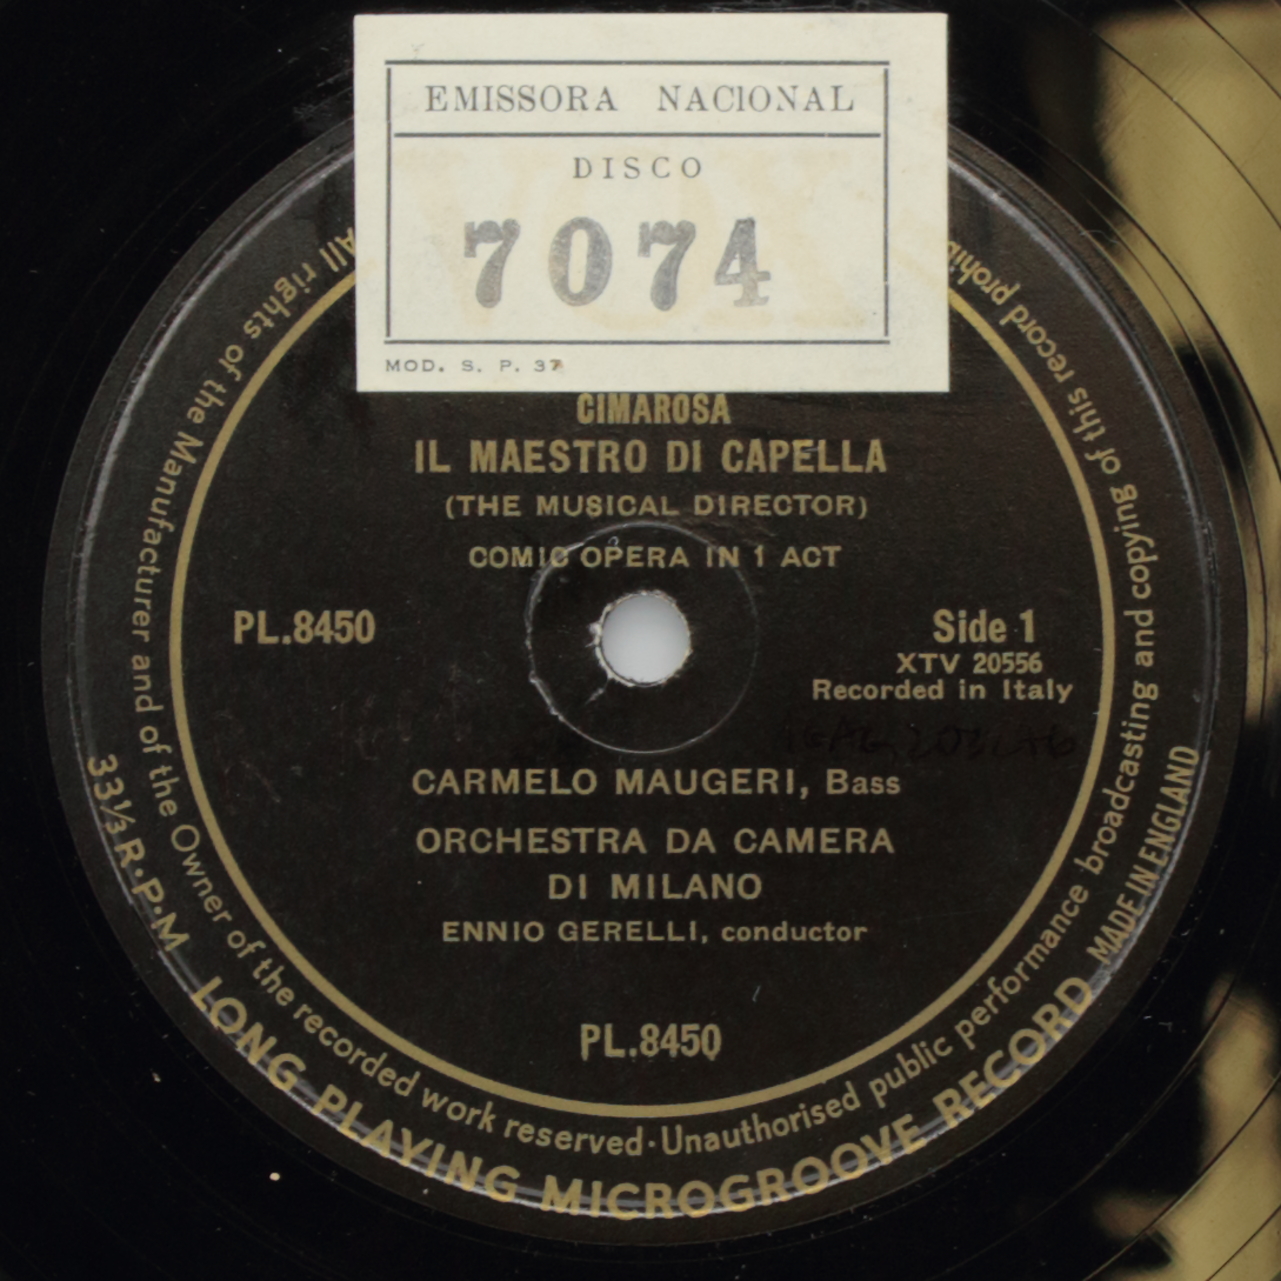 EMISSORA NACIONAL
DISCO
7074
MOD. S. P. 37
CIMAROSA
IL MAESTRO DI CAPELLA
(THE MUSICAL DIRECTOR)
COMIC OPERA IN 1 ACT
PL.8450
Side 1
XTV 20556
Recorded in Italy
CARMELO MAUGERI, Bass
ORCHESTRA DA CAMERA
DI MILANO
ENNIO GERELLI, conductor
PL.8450
All rights of the Manufacturer and of the Owner of the recorded work reserved · Unauthorised public performance broadcasting and copying of this record
33⅓ R.P.M LONG PLAYING MICROGROOVE RECORD MADE IN ENGLAND